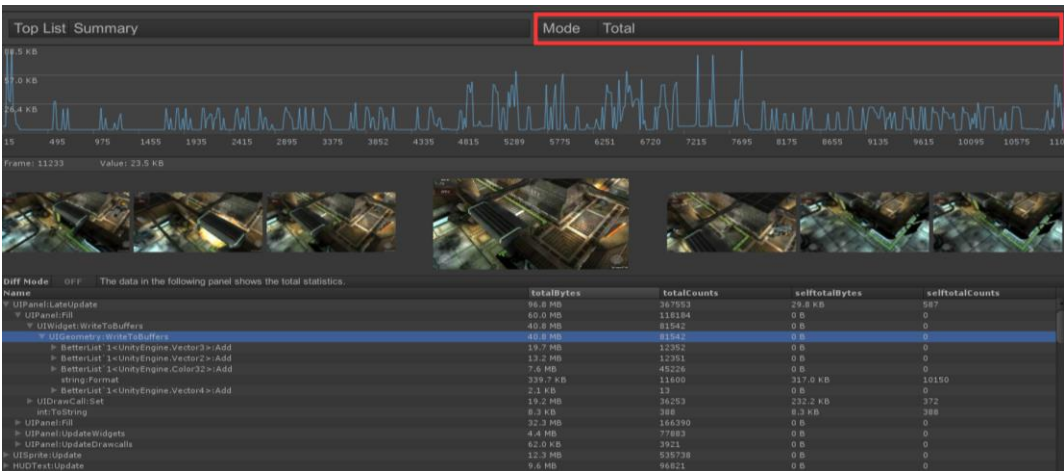 Top List Summary Mode Total
88.5 KB
57.0 KB
26.4 KB
15 495 975 1455 1935 2415 2895 3375 3852 4335 4815 5289 5775 6251 6720 7215 7695 8175 8655 9135 9615 10095 10575 110
Frame: 11233 Value: 23.5 KB
Diff Mode OFF The data in the following panel shows the total statistics.
Name totalBytes totalCounts selftotalBytes selftotalCounts
UIPanel:LateUpdate 96.8 MB 367553 29.8 KB 587
UIPanel:Fill 60.0 MB 118184 0 B 0
UIWidget:WriteToBuffers 40.8 MB 81542 0 B 0
UIGeometry:WriteToBuffers 40.8 MB 81542 0 B 0
BetterList`1<UnityEngine.Vector3>:Add 19.7 MB 12352 0 B 0
BetterList`1<UnityEngine.Vector2>:Add 13.2 MB 12351 0 B 0
BetterList`1<UnityEngine.Color32>:Add 7.6 MB 45226 0 B 0
string:Format 339.7 KB 11600 317.0 KB 10150
BetterList`1<UnityEngine.Vector4>:Add 2.1 KB 13 0 B 0
UIDrawCall:Set 19.2 MB 36253 232.2 KB 372
int:ToString 8.3 KB 388 8.3 KB 388
UIPanel:Fill 32.3 MB 166390 0 B 0
UIPanel:UpdateWidgets 4.4 MB 77883 0 B 0
UIPanel:UpdateDrawcalls 62.0 KB 3921 0 B 0
UISprite:Update 12.3 MB 535738 0 B 0
HUDText:Update 9.6 MB 96821 0 B 0